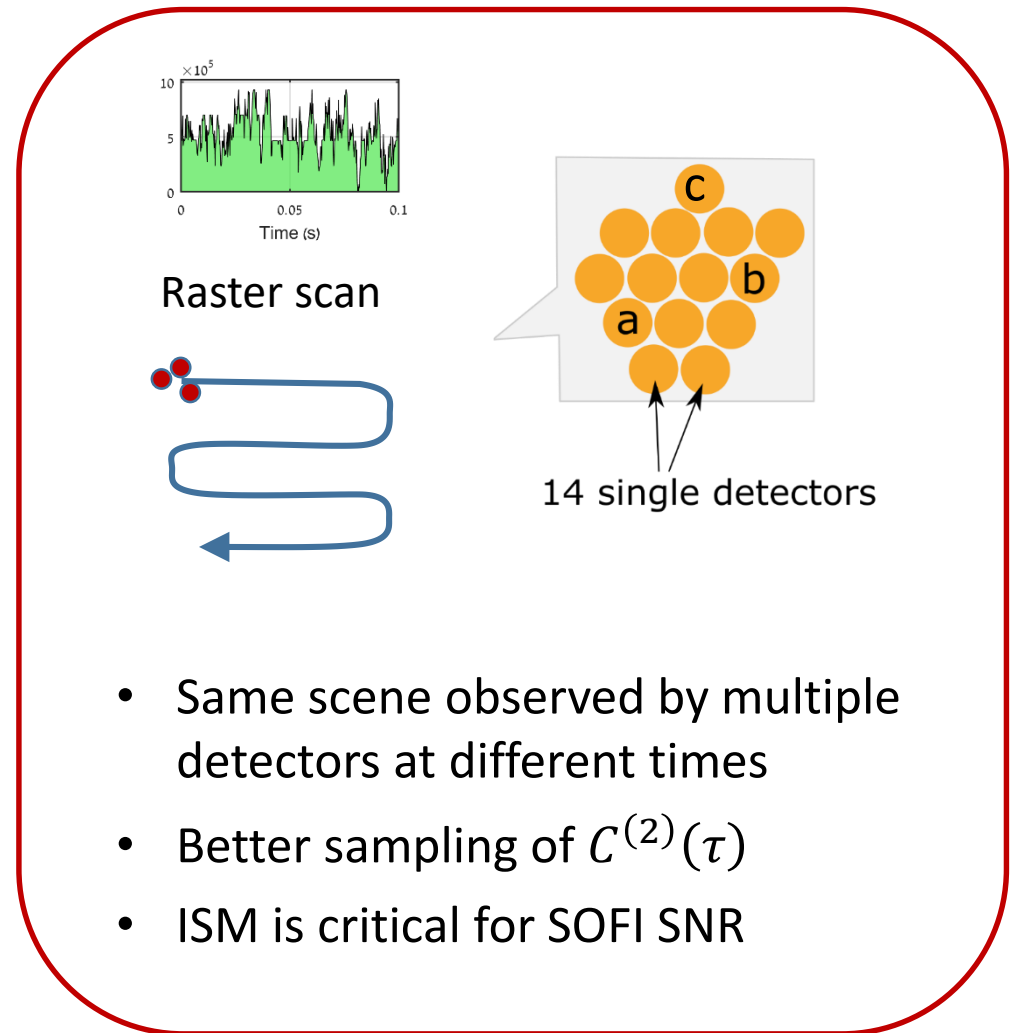 ×10⁵
10
5
0
0 0.05 0.1
Time (s)
Raster scan
c
b
a
14 single detectors
• Same scene observed by multiple
detectors at different times
• Better sampling of 𝐶⁽²⁾(𝜏)
• ISM is critical for SOFI SNR